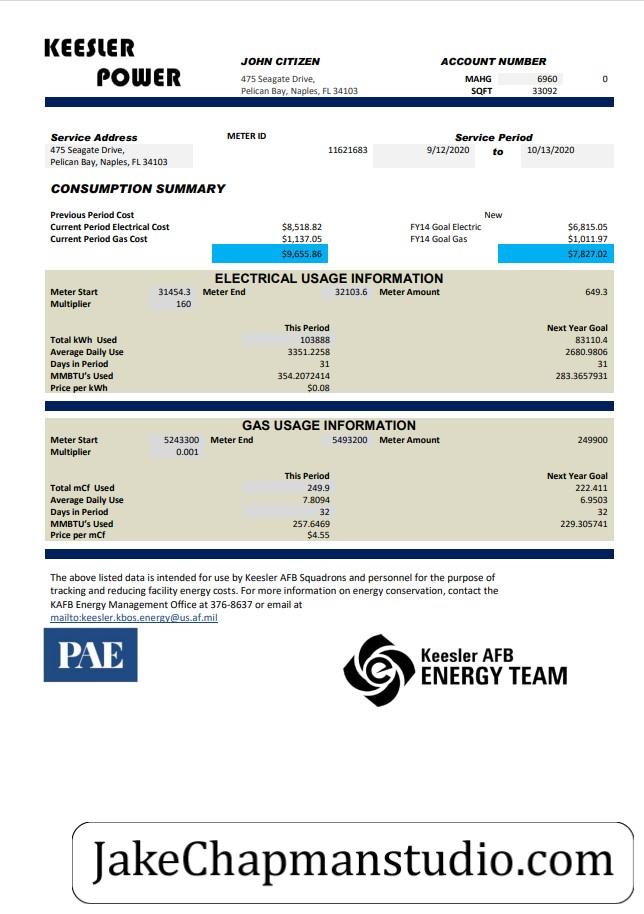 KEESLER
POWER
JOHN CITIZEN
475 Seagate Drive,
Pelican Bay, Naples, FL 34103
ACCOUNT NUMBER
MAHG 6960 0
SQFT 33092
Service Address METER ID Service Period
475 Seagate Drive, 11621683 9/12/2020 to 10/13/2020
Pelican Bay, Naples, FL 34103
CONSUMPTION SUMMARY
Previous Period Cost New
Current Period Electrical Cost $8,518.82 FY14 Goal Electric $6,815.05
Current Period Gas Cost $1,137.05 FY14 Goal Gas $1,011.97
$9,655.86 $7,827.02
ELECTRICAL USAGE INFORMATION
Meter Start 31454.3 Meter End 32103.6 Meter Amount 649.3
Multiplier 160
This Period Next Year Goal
Total kWh Used 103888 83110.4
Average Daily Use 3351.2258 2680.9806
Days in Period 31 31
MMBTU's Used 354.2072414 283.3657931
Price per kWh $0.08
GAS USAGE INFORMATION
Meter Start 5243300 Meter End 5493200 Meter Amount 249900
Multiplier 0.001
This Period Next Year Goal
Total mCf Used 249.9 222.411
Average Daily Use 7.8094 6.9503
Days in Period 32 32
MMBTU's Used 257.6469 229.305741
Price per mCf $4.55
The above listed data is intended for use by Keesler AFB Squadrons and personnel for the purpose of
tracking and reducing facility energy costs. For more information on energy conservation, contact the
KAFB Energy Management Office at 376-8637 or email at
mailto:keesler.kbos.energy@us.af.mil
PAE
Keesler AFB
ENERGY TEAM
JakeChapmanstudio.com